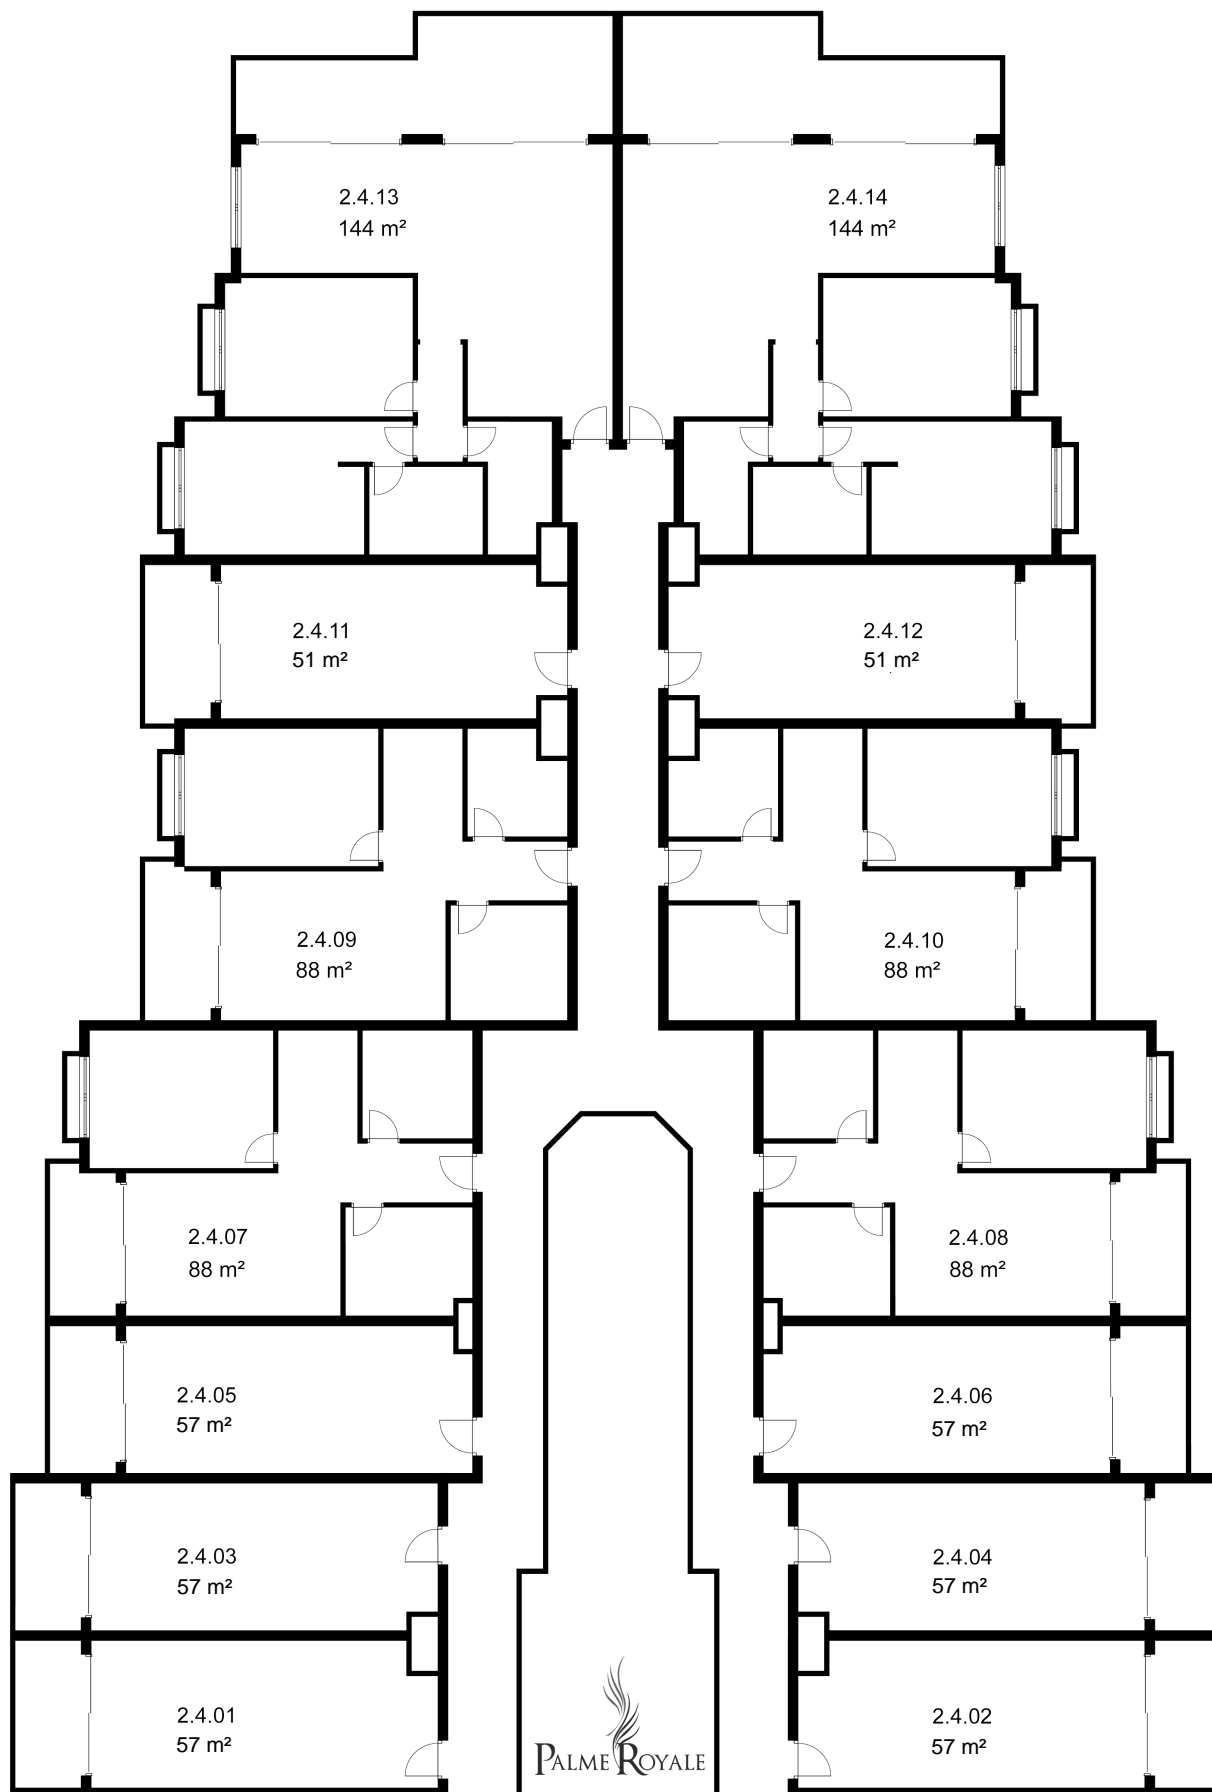 2.4.13
144 m²
2.4.14
144 m²
2.4.11
51 m²
2.4.12
51 m²
2.4.09
88 m²
2.4.10
88 m²
2.4.07
88 m²
2.4.08
88 m²
2.4.05
57 m²
2.4.06
57 m²
2.4.03
57 m²
2.4.04
57 m²
2.4.01
57 m²
2.4.02
57 m²
PALME ROYALE